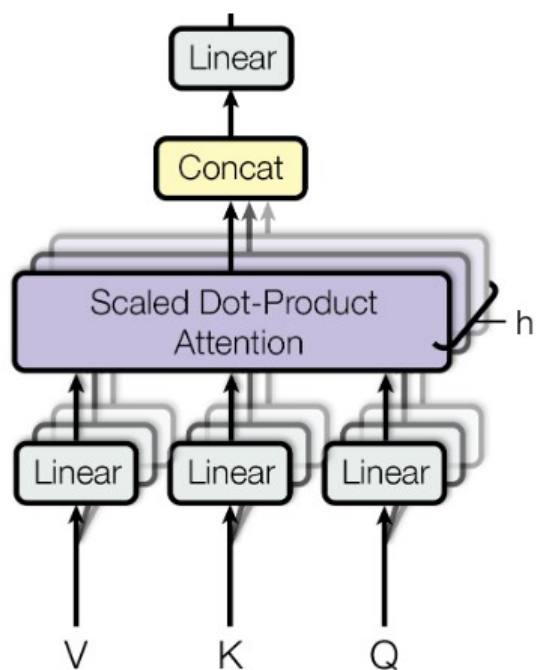 Linear
Concat
Scaled Dot-Product
Attention
h
Linear
Linear
Linear
V
K
Q